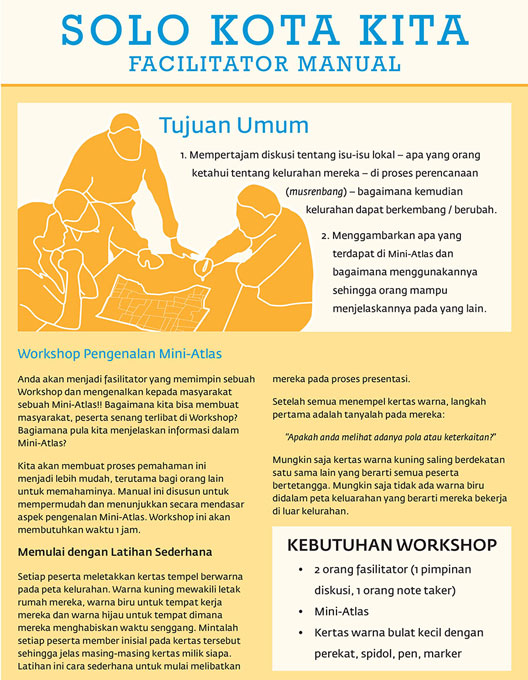 SOLO KOTA KITA
FACILITATOR MANUAL
Tujuan Umum
1. Mempertajam diskusi tentang isu-isu lokal – apa yang orang
ketahui tentang kelurahan mereka – di proses perencanaan
(musrenbang) – bagaimana kemudian
kelurahan dapat berkembang / berubah.
2. Menggambarkan apa yang
terdapat di Mini-Atlas dan
bagaimana menggunakannya
sehingga orang mampu
menjelaskannya pada yang lain.
Workshop Pengenalan Mini-Atlas
Anda akan menjadi fasilitator yang memimpin sebuah
Workshop dan mengenalkan kepada masyarakat
sebuah Mini-Atlas!! Bagaimana kita bisa membuat
masyarakat, peserta senang terlibat di Workshop?
Bagiamana pula kita menjelaskan informasi dalam
Mini-Atlas?
Kita akan membuat proses pemahaman ini
menjadi lebih mudah, terutama bagi orang lain
untuk memahaminya. Manual ini disusun untuk
mempermudah dan menunjukkan secara mendasar
aspek pengenalan Mini-Atlas. Workshop ini akan
membutuhkan waktu 1 jam.
Memulai dengan Latihan Sederhana
Setiap peserta meletakkan kertas tempel berwarna
pada peta kelurahan. Warna kuning mewakili letak
rumah mereka, warna biru untuk tempat kerja
mereka dan warna hijau untuk tempat dimana
mereka menghabiskan waktu senggang. Mintalah
setiap peserta member inisial pada kertas tersebut
sehingga jelas masing-masing kertas milik siapa.
Latihan ini cara sederhana untuk mulai melibatkan
mereka pada proses presentasi.
Setelah semua menempel kertas warna, langkah
pertama adalah tanyalah pada mereka:
"Apakah anda melihat adanya pola atau keterkaitan?"
Mungkin saja kertas warna kuning saling berdekatan
satu sama lain yang berarti semua peserta
bertetangga. Mungkin saja tidak ada warna biru
didalam peta keluarahan yang berarti mereka bekerja
di luar kelurahan.
KEBUTUHAN WORKSHOP
• 2 orang fasilitator (1 pimpinan
diskusi, 1 orang note taker)
• Mini-Atlas
• Kertas warna bulat kecil dengan
perekat, spidol, pen, marker